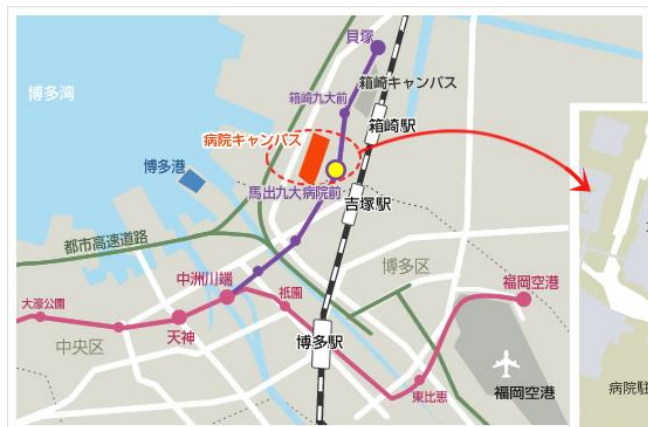 貝塚
箱崎キャンパス
博多湾
箱崎九大前
箱崎駅
病院キャンパス
博多港
馬出九大病院前
吉塚駅
都市高速道路
中洲川端
博多区
福岡空港
大濠公園
祇園
天神
博多駅
中央区
東比恵
福岡空港
病院駐